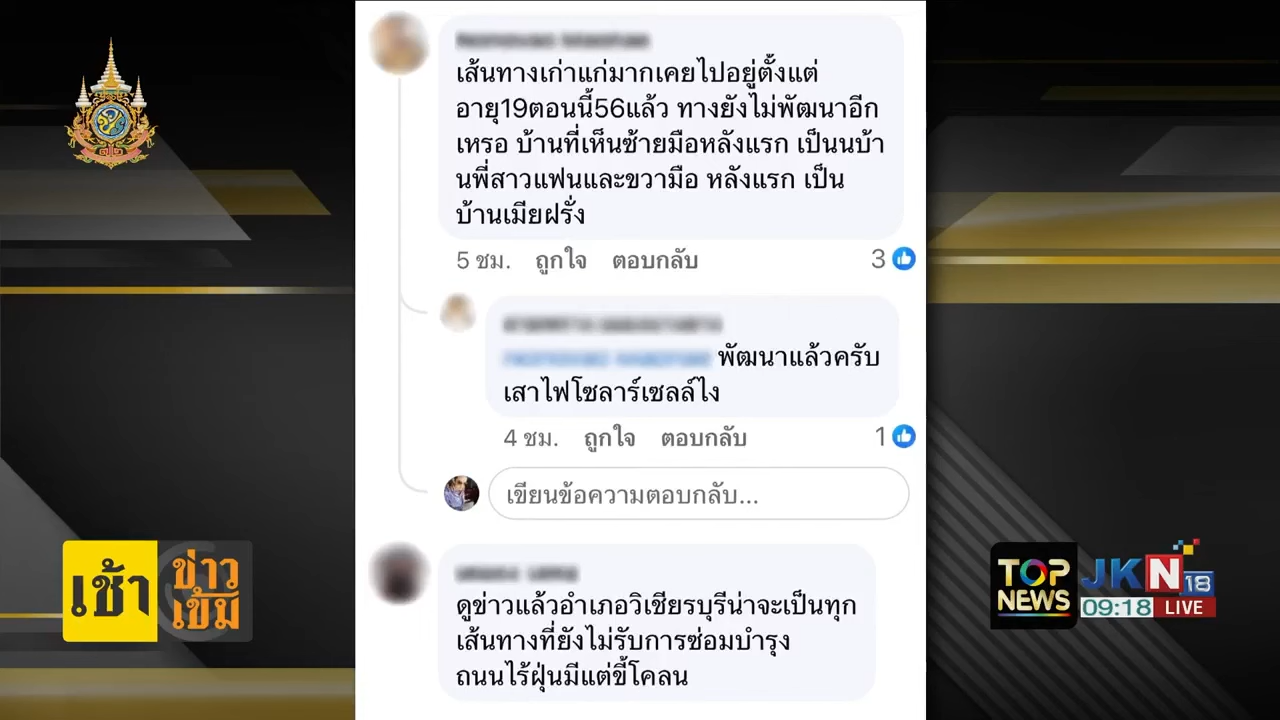 เส้นทางเก่าแก่มากเคยไปอยู่ตั้งแต่
อายุ19ตอนนี้56แล้ว ทางยังไม่พัฒนาอีก
เหรอ บ้านที่เห็นซ้ายมือหลังแรก เป็นนบ้า
นพี่สาวแฟนและขวามือ หลังแรก เป็น
บ้านเมียฝรั่ง
5 ชม. ถูกใจ ตอบกลับ 3
พัฒนาแล้วครับ
เสาไฟโซลาร์เซลล์ไง
4 ชม. ถูกใจ ตอบกลับ 1
เขียนข้อความตอบกลับ...
ดูข่าวแล้วอำเภอวิเชียรบุรีน่าจะเป็นทุก
เส้นทางที่ยังไม่รับการซ่อมบำรุง
ถนนไร้ฝุ่นมีแต่ขี้โคลน
เช้า
ข่าว
เข้ม
TOP
NEWS
JKN18
09:18 LIVE